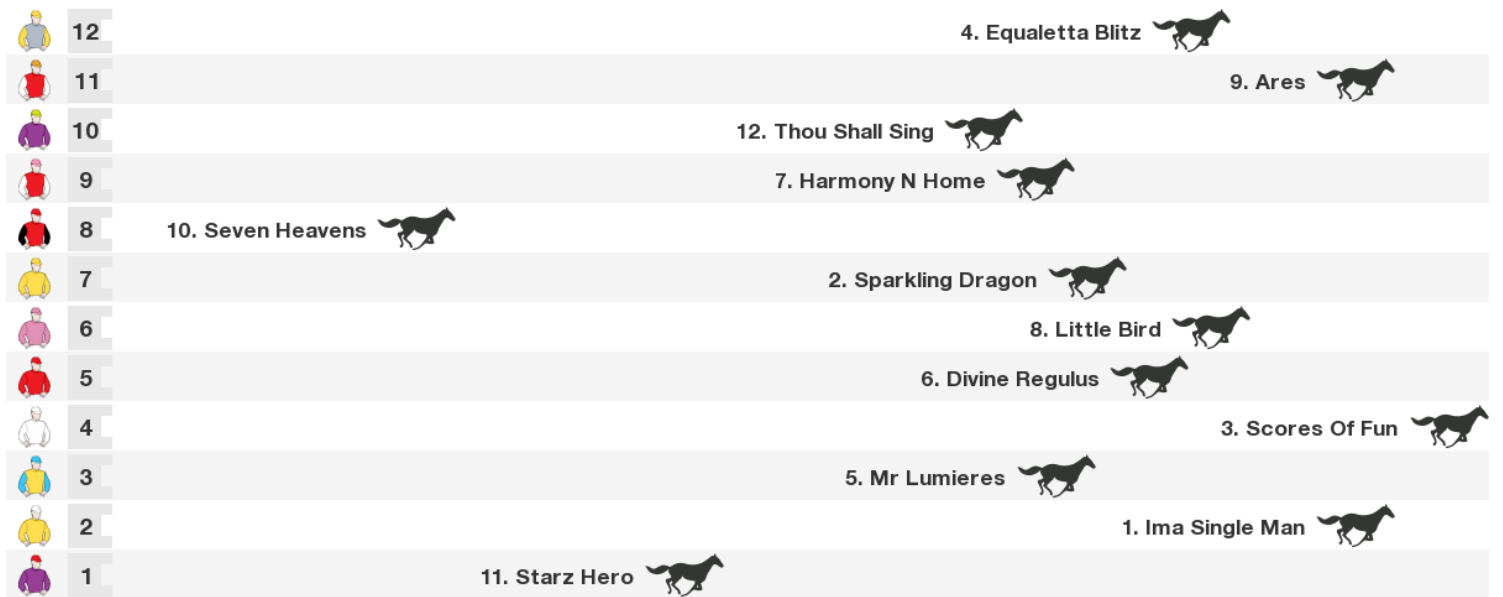 12 4. Equaletta Blitz
11 9. Ares
10 12. Thou Shall Sing
9 7. Harmony N Home
8 10. Seven Heavens
7 2. Sparkling Dragon
6 8. Little Bird
5 6. Divine Regulus
4 3. Scores Of Fun
3 5. Mr Lumieres
2 1. Ima Single Man
1 11. Starz Hero